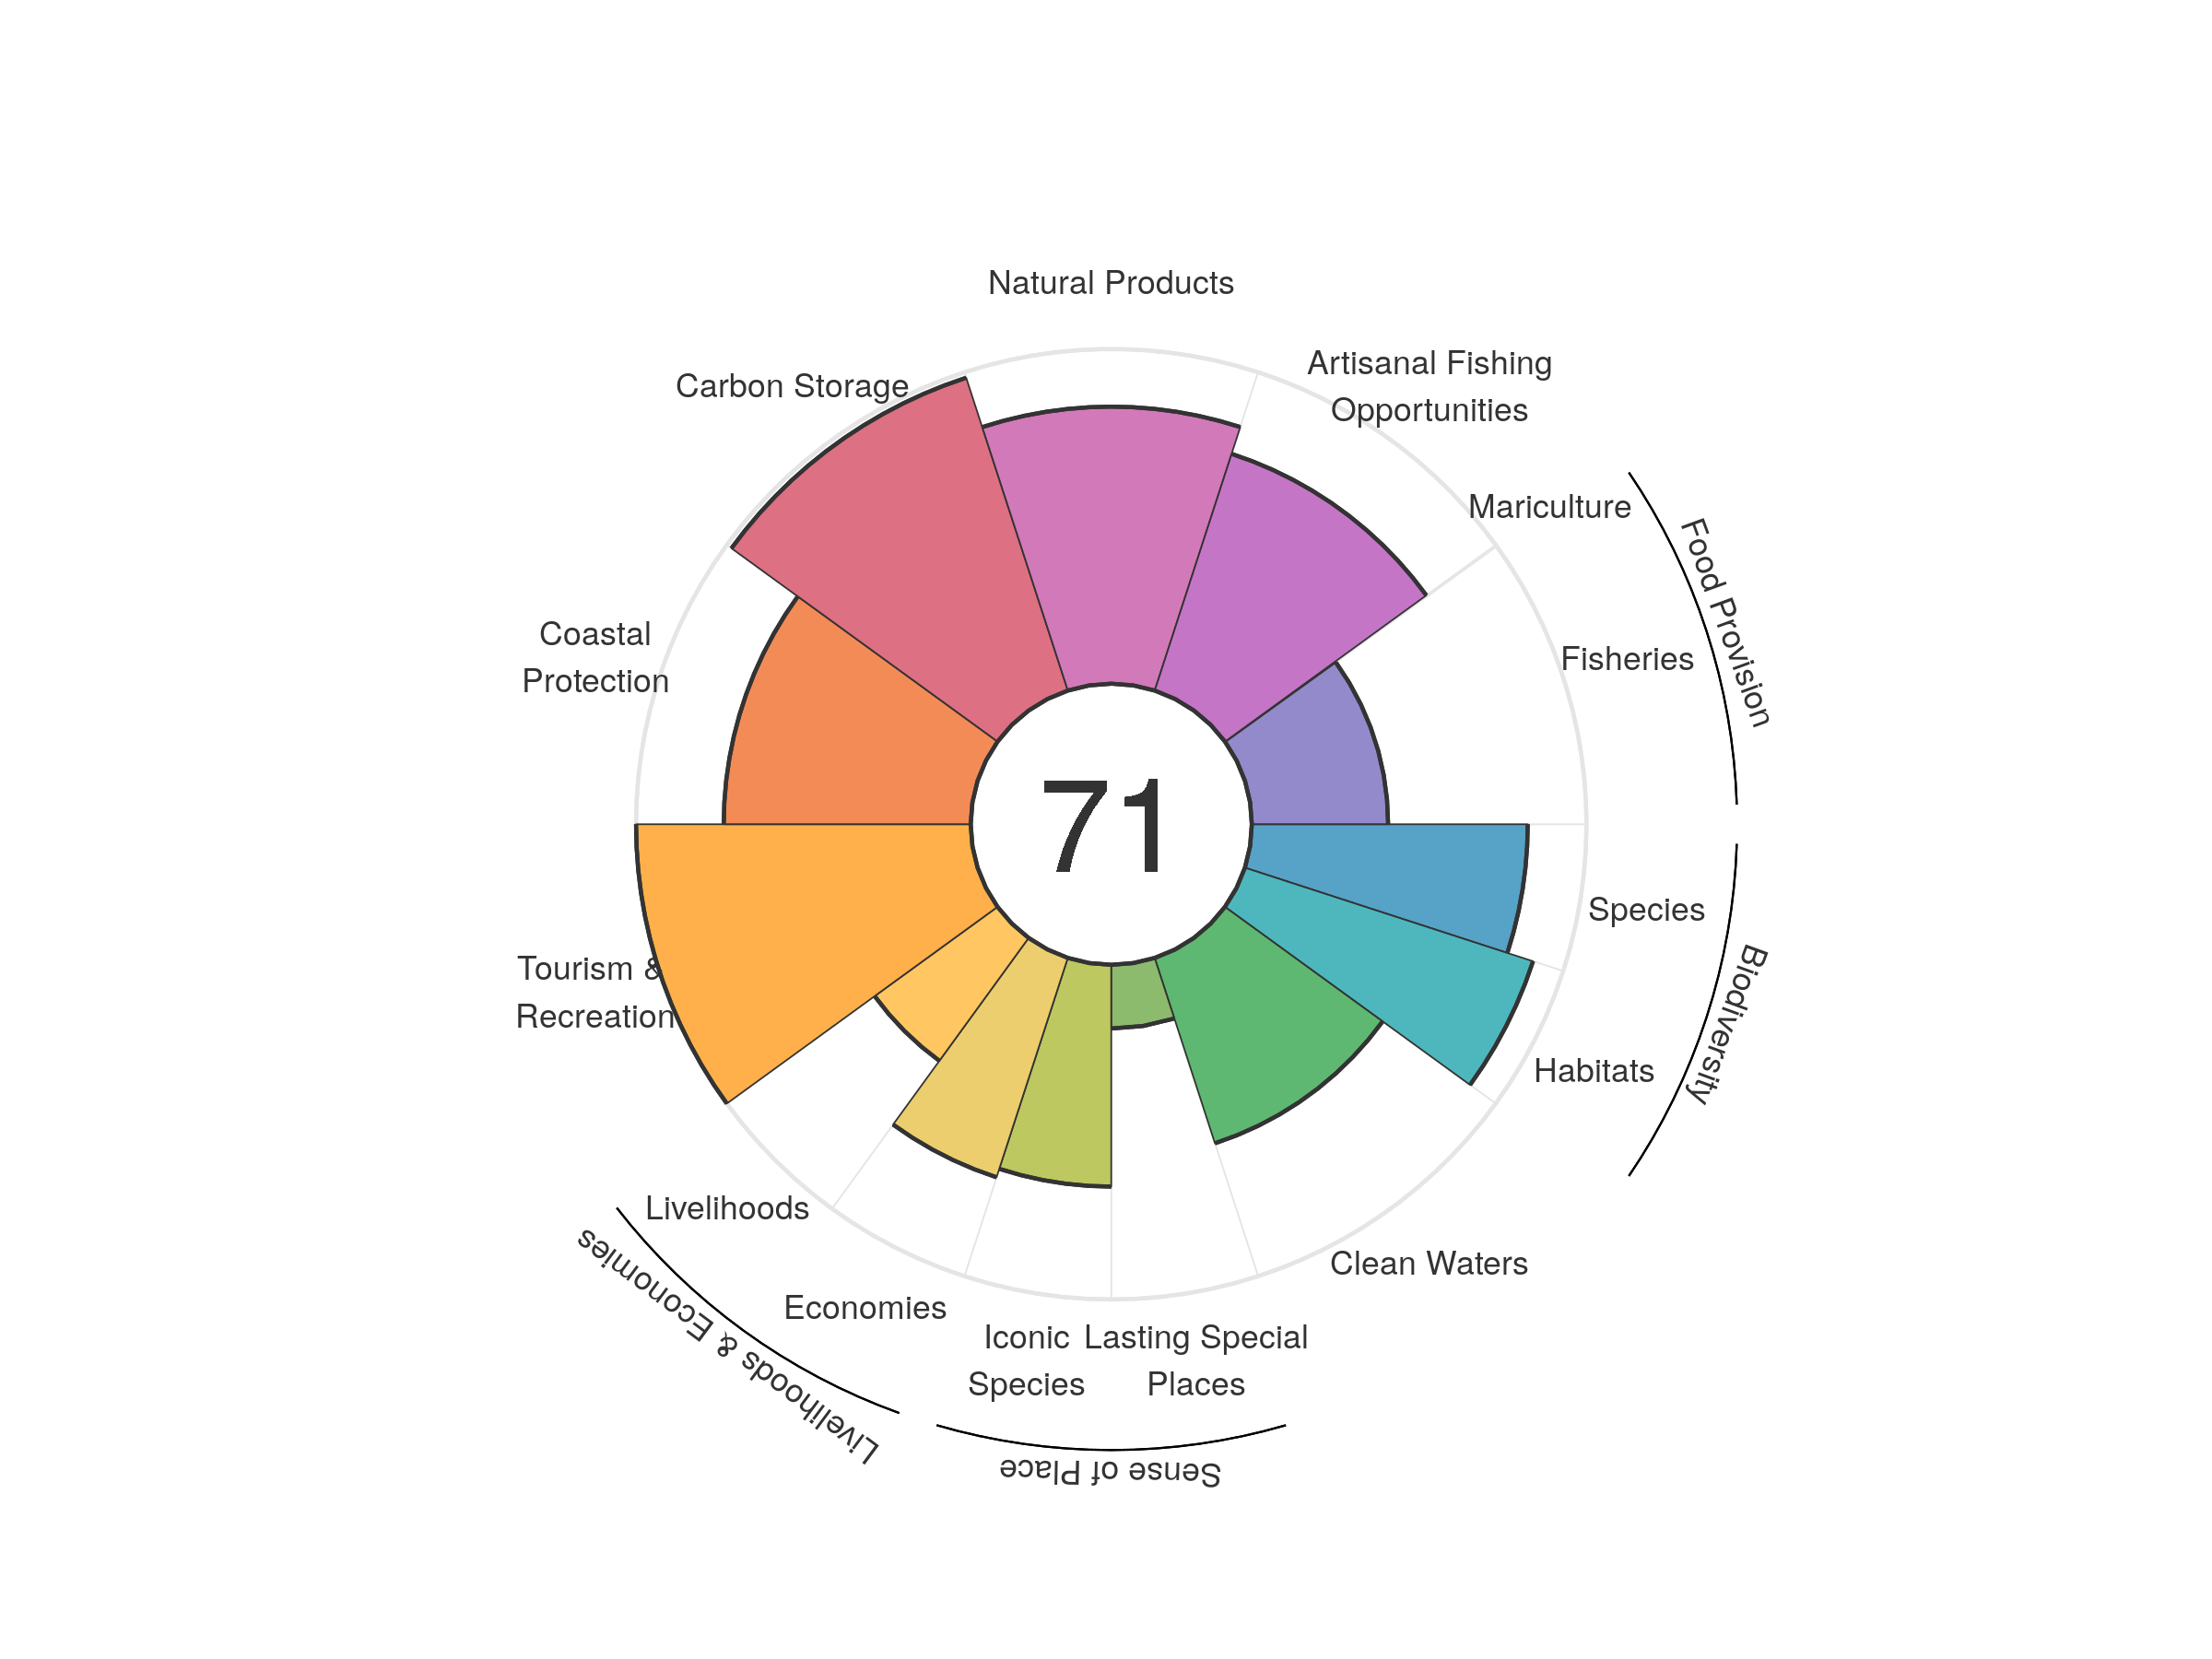 Natural Products
Artisanal Fishing
Opportunities
Carbon Storage
Mariculture
Food Provision
Coastal
Protection
Fisheries
71
Species
Biodiversity
Tourism &
Recreation
Habitats
Livelihoods
Clean Waters
Livelihoods & Economies
Economies
Iconic
Species
Lasting Special
Places
Sense of Place